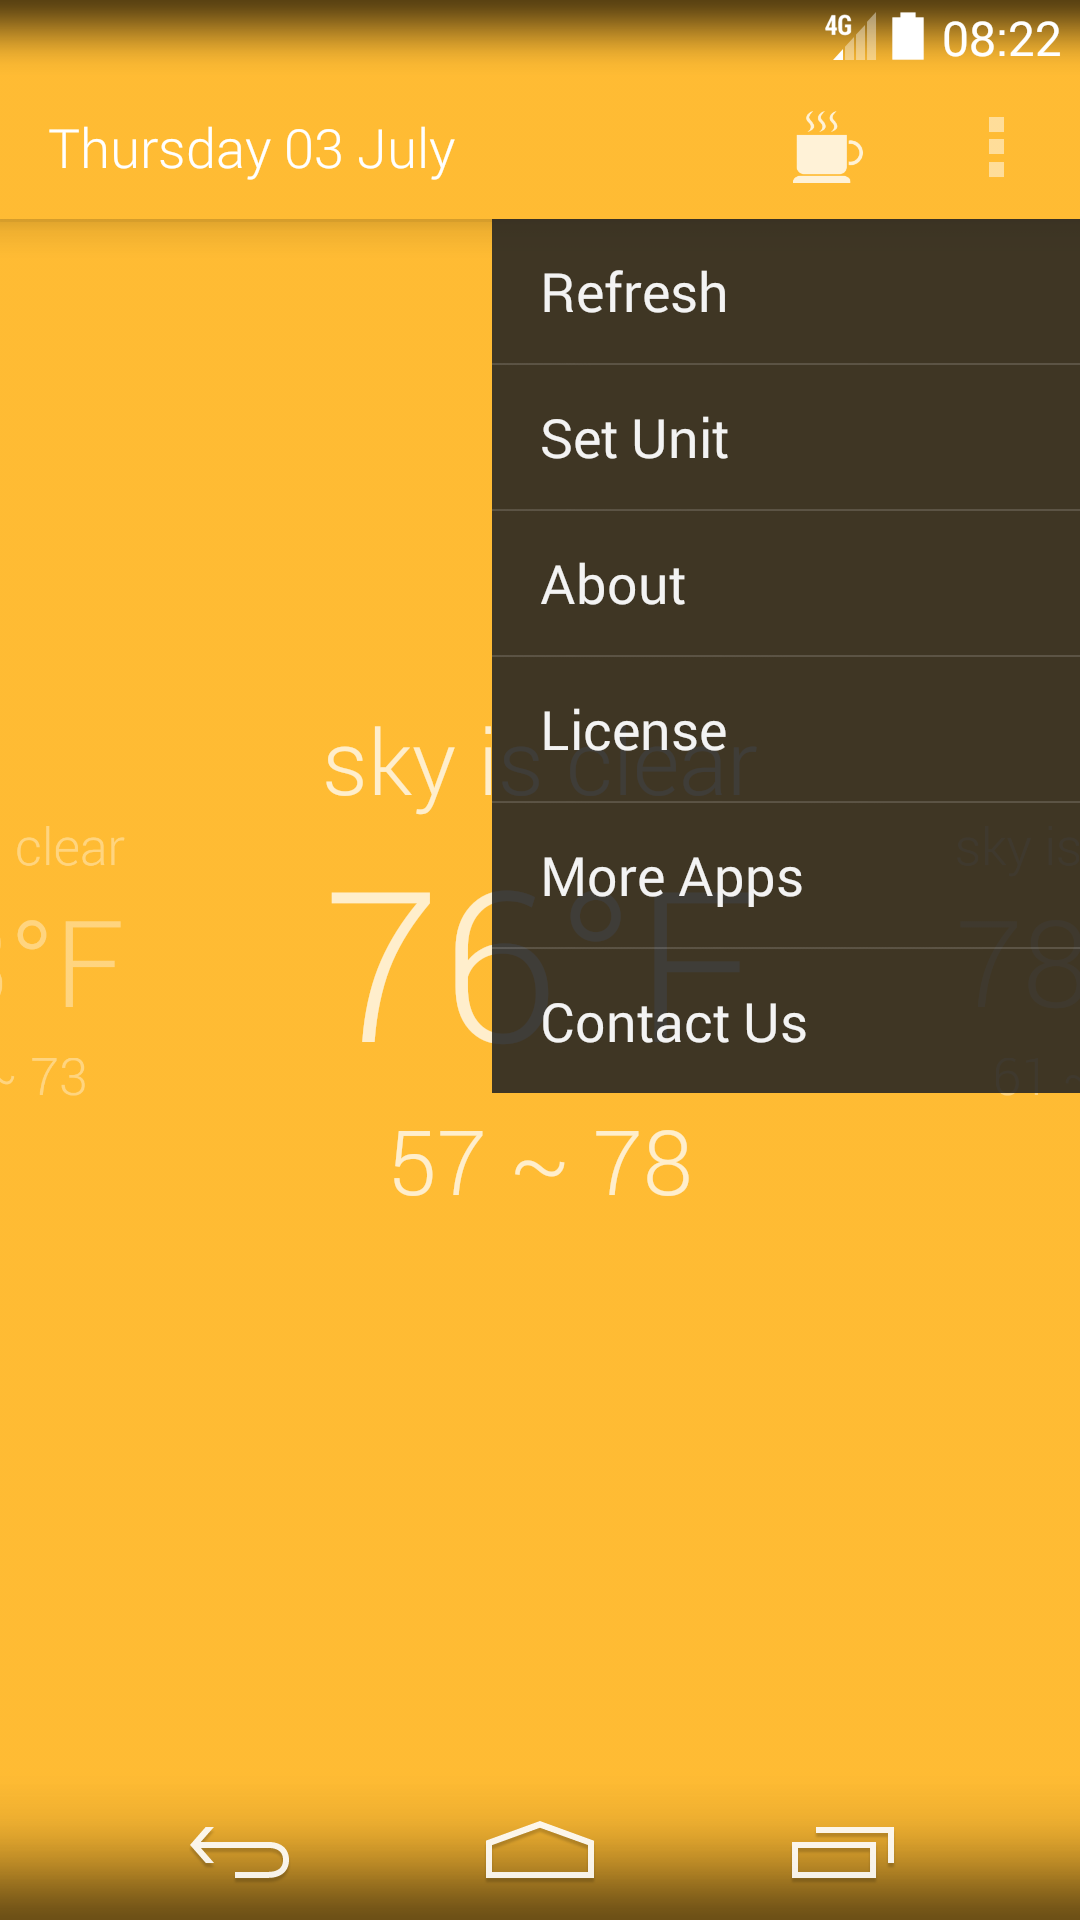 4G 08:22
Thursday 03 July
Refresh
Set Unit
About
License
sky is clear
clear
sky is
More Apps
76°F
°F
78
Contact Us
~ 73
61
57 ~ 78